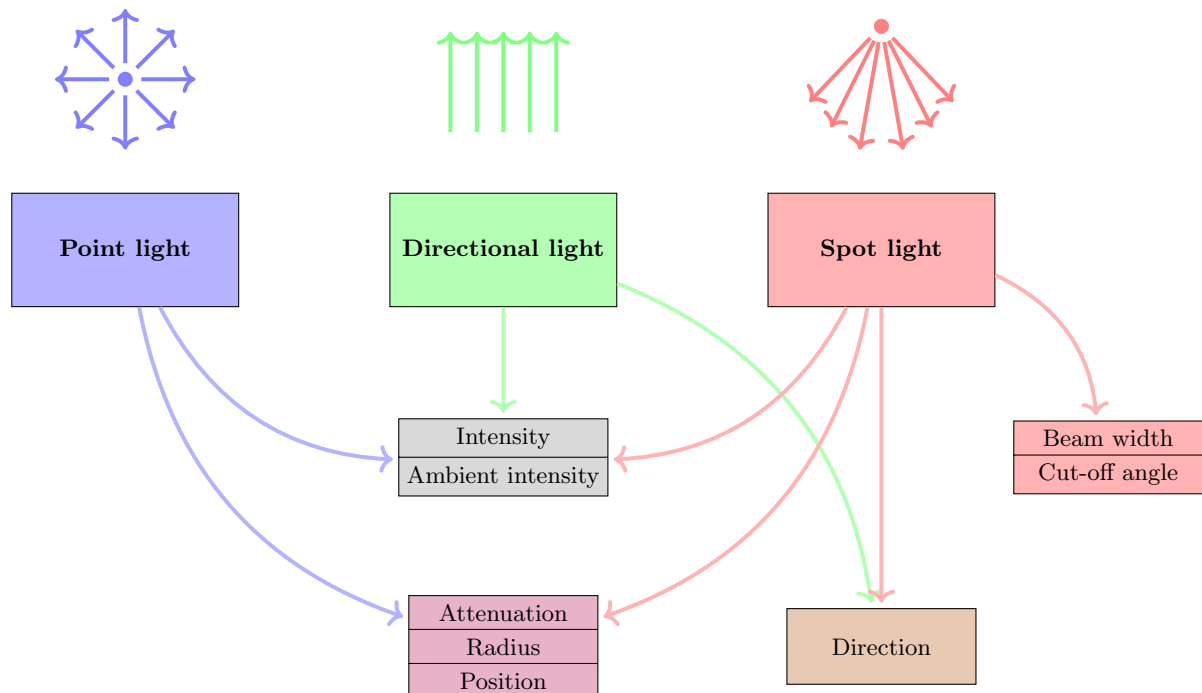 Point light
Directional light
Spot light
Intensity
Ambient intensity
Beam width
Cut-off angle
Attenuation
Radius
Position
Direction